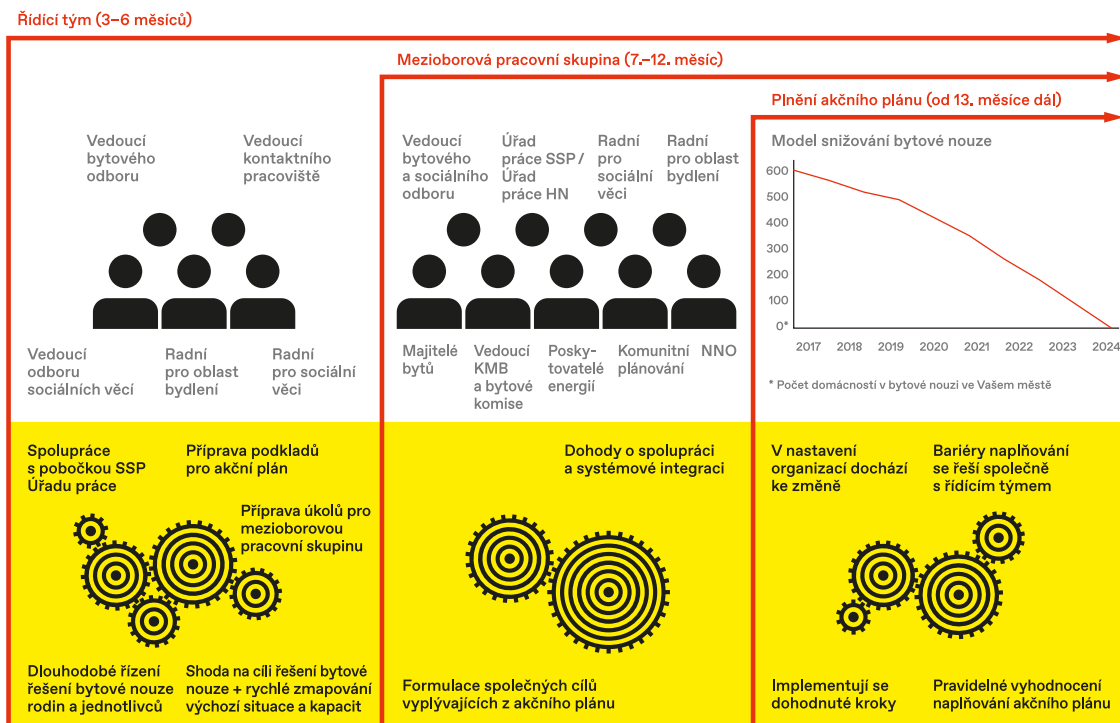 Řídící tým (3–6 měsíců)
Mezioborová pracovní skupina (7.–12. měsíc)
Plnění akčního plánu (od 13. měsíce dál)
Vedoucí
bytového
odboru
Vedoucí
kontaktního
pracoviště
Vedoucí
odboru
sociálních věcí
Radní
pro oblast
bydlení
Radní
pro sociální
věci
Vedoucí
bytového
a sociálního
odboru
Úřad
práce SSP /
Úřad
práce HN
Radní
pro
sociální
věci
Radní
pro oblast
bydlení
Majitelé
bytů
Vedoucí
KMB
a bytové
komise
Posky-
tovatelé
energií
Komunitní
plánování
NNO
Model snižování bytové nouze
600
500
400
300
200
100
0*
2017 2018 2019 2020 2021 2022 2023 2024
* Počet domácností v bytové nouzi ve Vašem městě
Spolupráce
s pobočkou SSP
Úřadu práce
Příprava podkladů
pro akční plán
Příprava úkolů pro
mezioborovou
pracovní skupinu
Dlouhodobé řízení
řešení bytové nouze
rodin a jednotlivců
Shoda na cíli řešení bytové
nouze + rychlé zmapování
výchozí situace a kapacit
Dohody o spolupráci
a systémové integraci
Formulace společných cílů
vyplývajících z akčního plánu
V nastavení
organizací dochází
ke změně
Bariéry naplňování
se řeší společně
s řídícím týmem
Implementují se
dohodnuté kroky
Pravidelné vyhodnocení
naplňování akčního plánu